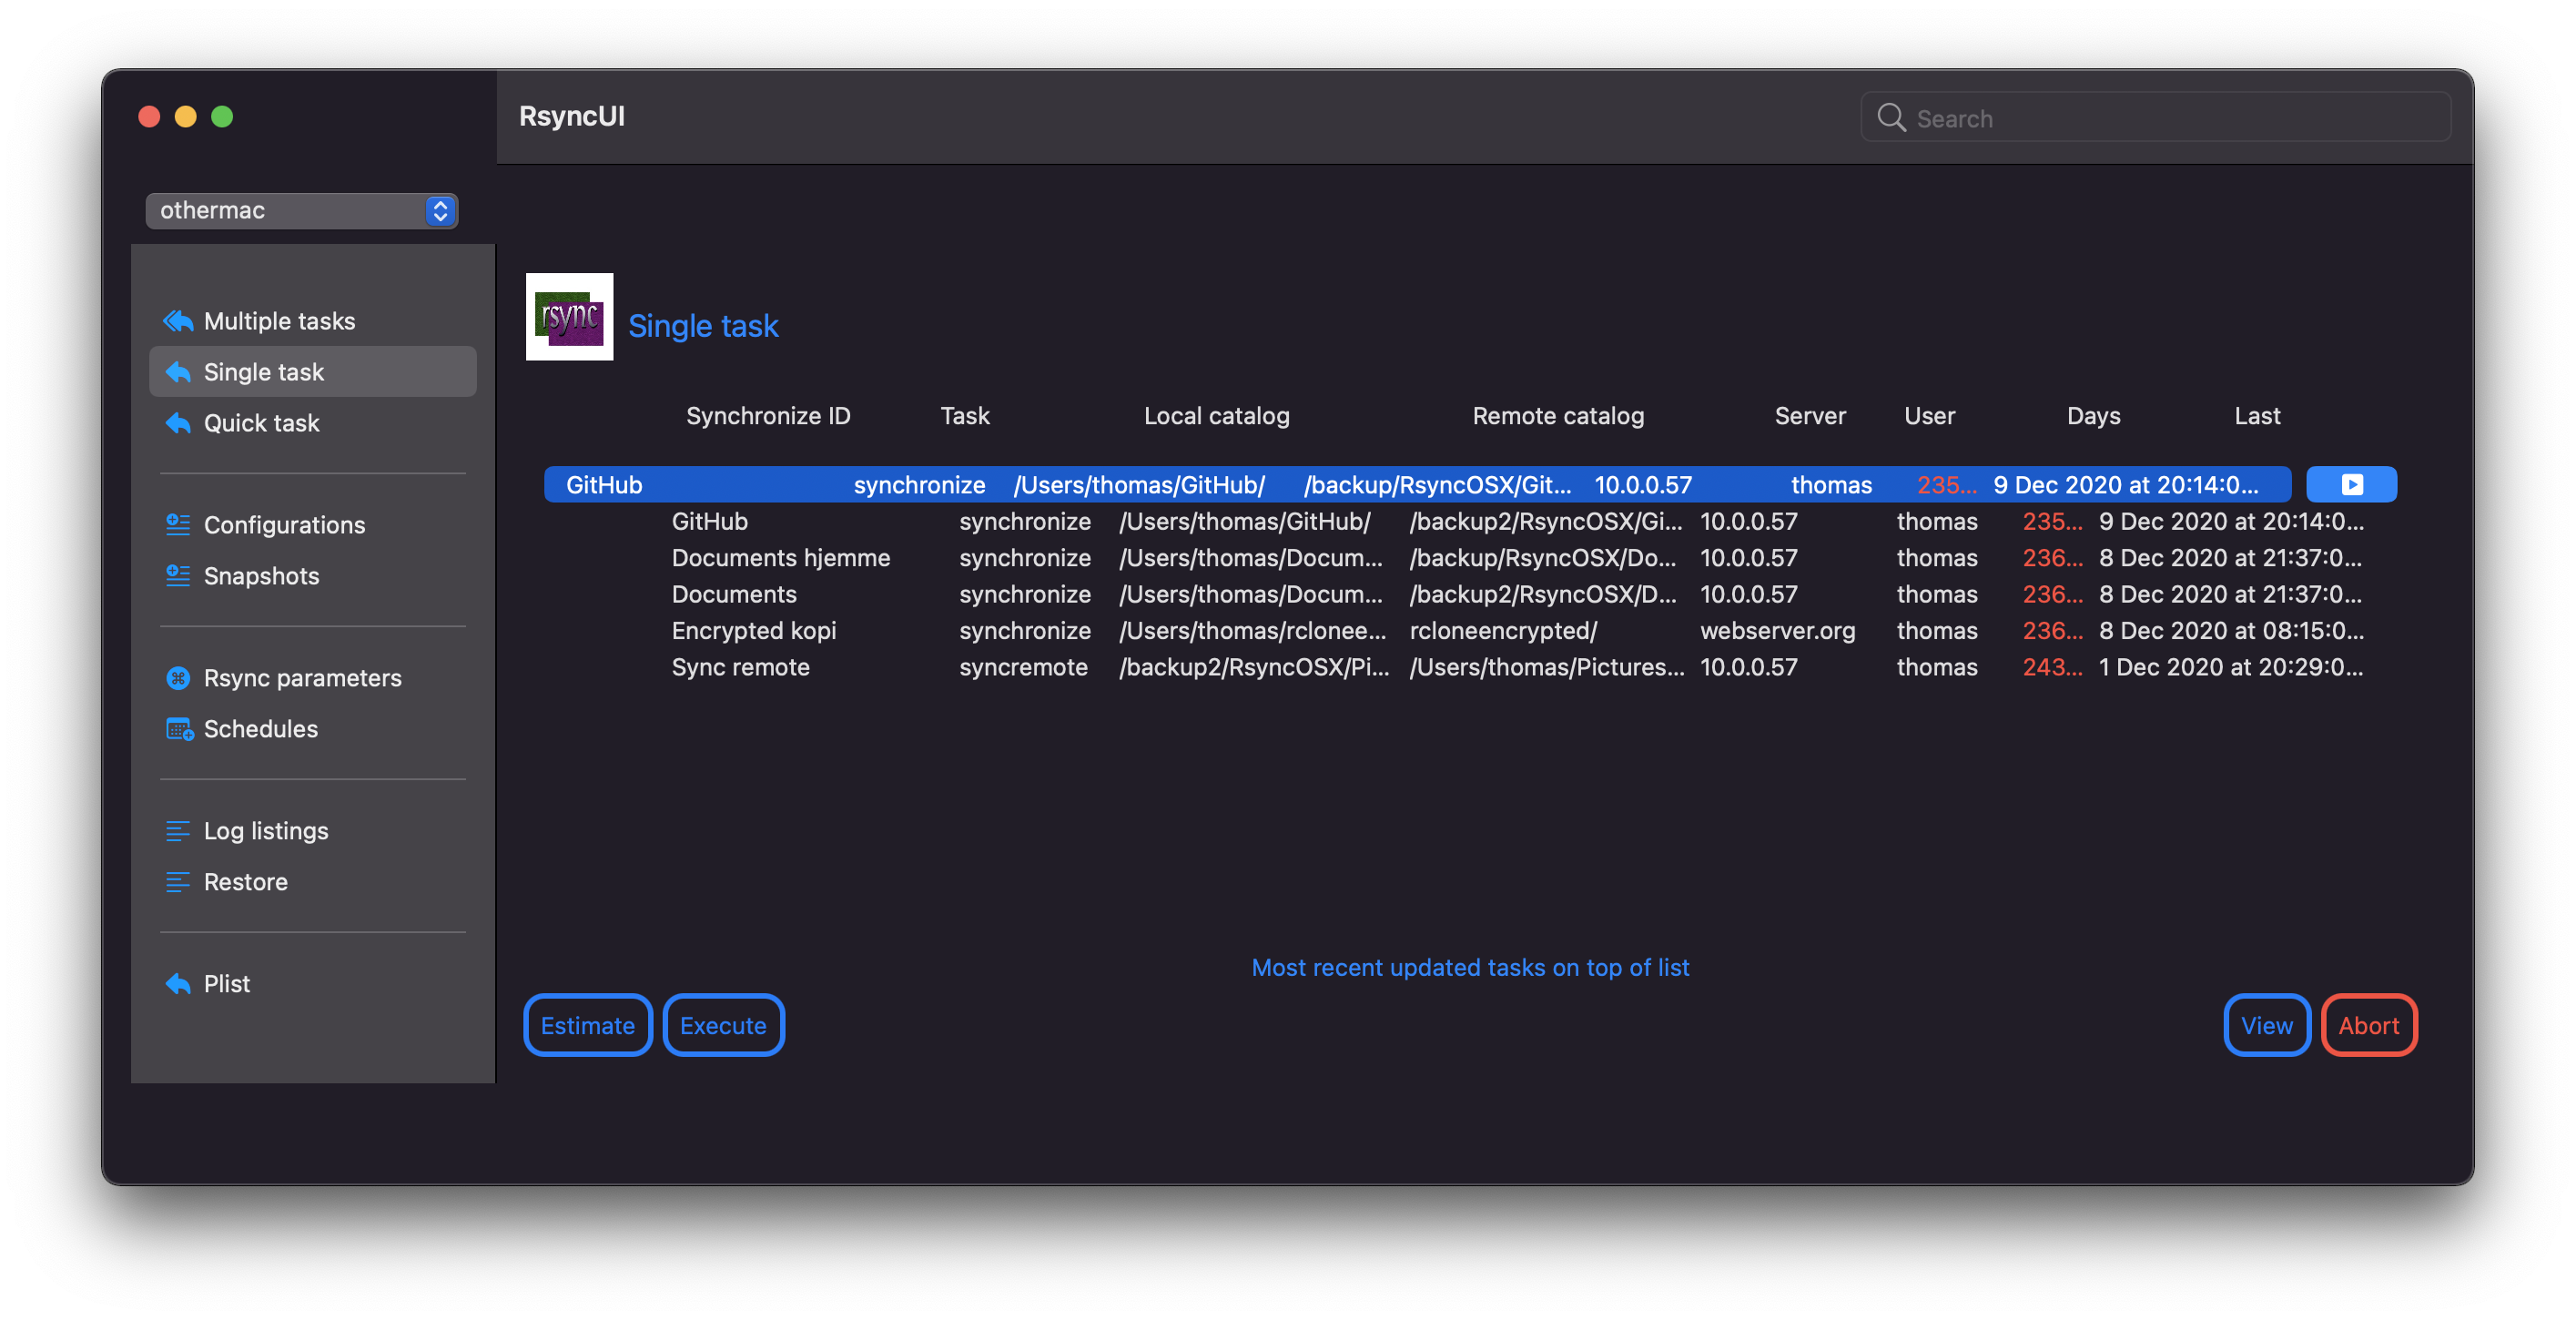 RsyncUI
Search
othermac
Multiple tasks
Single task
Quick task
Configurations
Snapshots
Rsync parameters
Schedules
Log listings
Restore
Plist
rsync
Single task
Synchronize ID Task Local catalog Remote catalog Server User Days Last
GitHub synchronize /Users/thomas/GitHub/ /backup/RsyncOSX/Git... 10.0.0.57 thomas 235... 9 Dec 2020 at 20:14:0...
GitHub synchronize /Users/thomas/GitHub/ /backup2/RsyncOSX/Gi... 10.0.0.57 thomas 235... 9 Dec 2020 at 20:14:0...
Documents hjemme synchronize /Users/thomas/Docum... /backup/RsyncOSX/Do... 10.0.0.57 thomas 236... 8 Dec 2020 at 21:37:0...
Documents synchronize /Users/thomas/Docum... /backup2/RsyncOSX/D... 10.0.0.57 thomas 236... 8 Dec 2020 at 21:37:0...
Encrypted kopi synchronize /Users/thomas/rclonee... rcloneencrypted/ webserver.org thomas 236... 8 Dec 2020 at 08:15:0...
Sync remote syncremote /backup2/RsyncOSX/Pi... /Users/thomas/Pictures... 10.0.0.57 thomas 243... 1 Dec 2020 at 20:29:0...
Most recent updated tasks on top of list
Estimate Execute View Abort